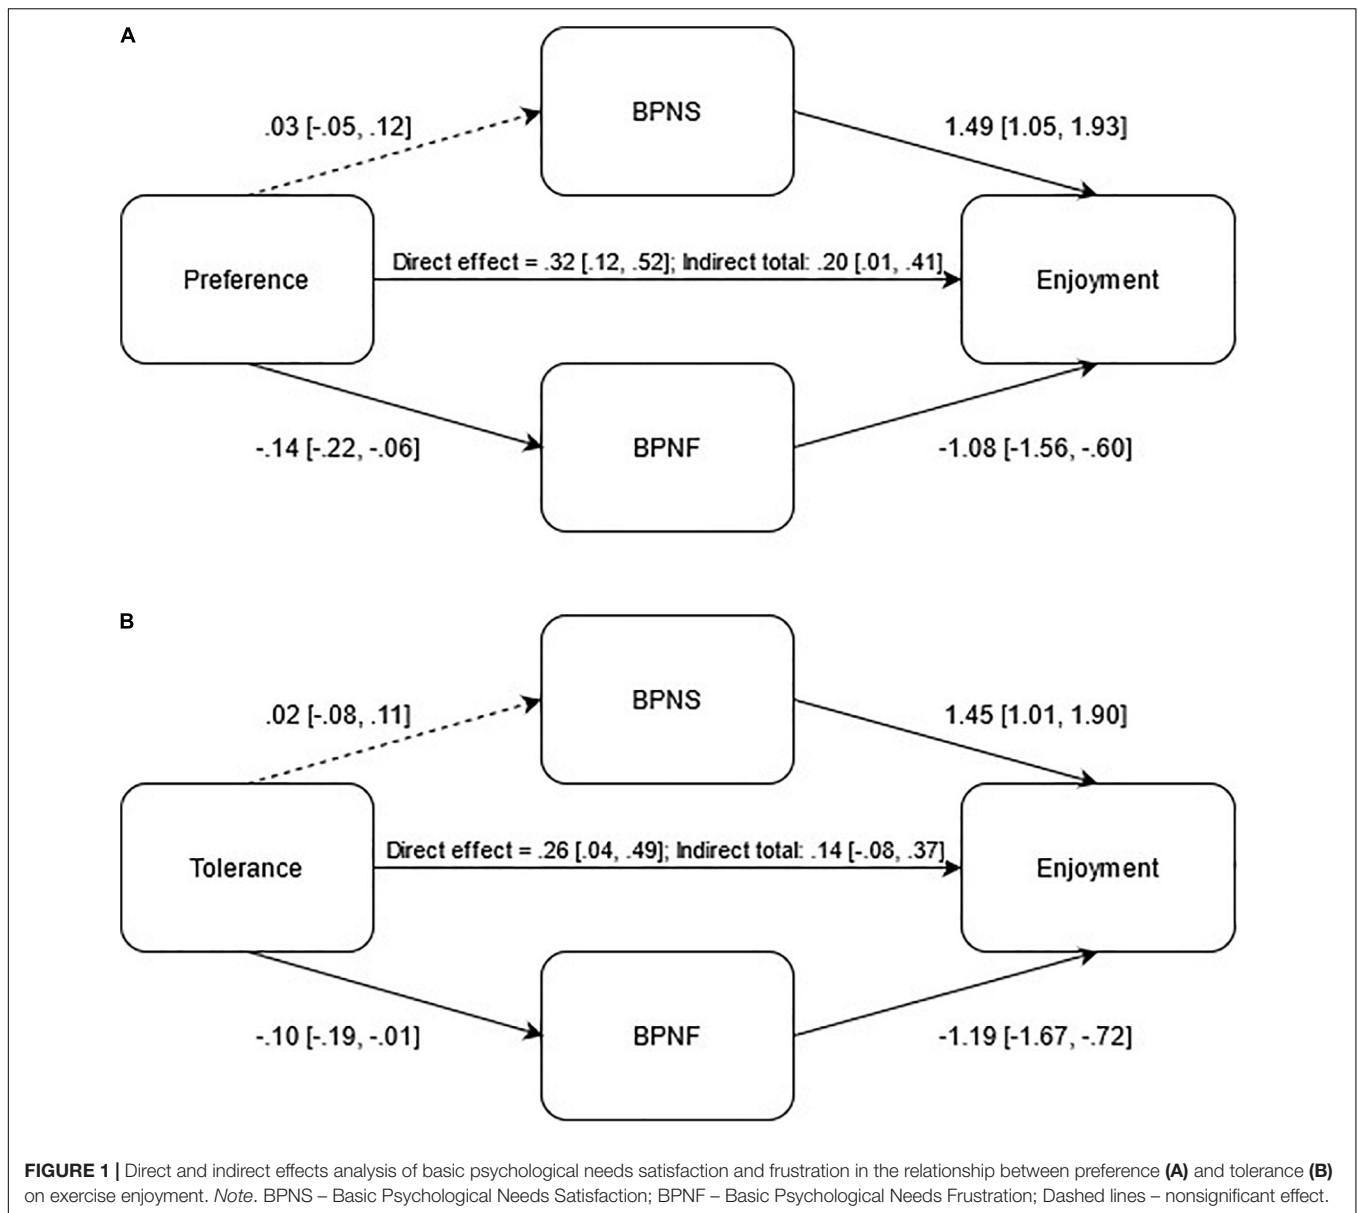 A
BPNS
.03 [-.05, .12]
1.49 [1.05, 1.93]
Preference
Direct effect = .32 [.12, .52]; Indirect total: .20 [.01, .41]
Enjoyment
BPNF
-.14 [-.22, -.06]
-1.08 [-1.56, -.60]
B
BPNS
.02 [-.08, .11]
1.45 [1.01, 1.90]
Tolerance
Direct effect = .26 [.04, .49]; Indirect total: .14 [-.08, .37]
Enjoyment
BPNF
-.10 [-.19, -.01]
-1.19 [-1.67, -.72]
FIGURE 1 | Direct and indirect effects analysis of basic psychological needs satisfaction and frustration in the relationship between preference (A) and tolerance (B)
on exercise enjoyment. Note. BPNS – Basic Psychological Needs Satisfaction; BPNF – Basic Psychological Needs Frustration; Dashed lines – nonsignificant effect.